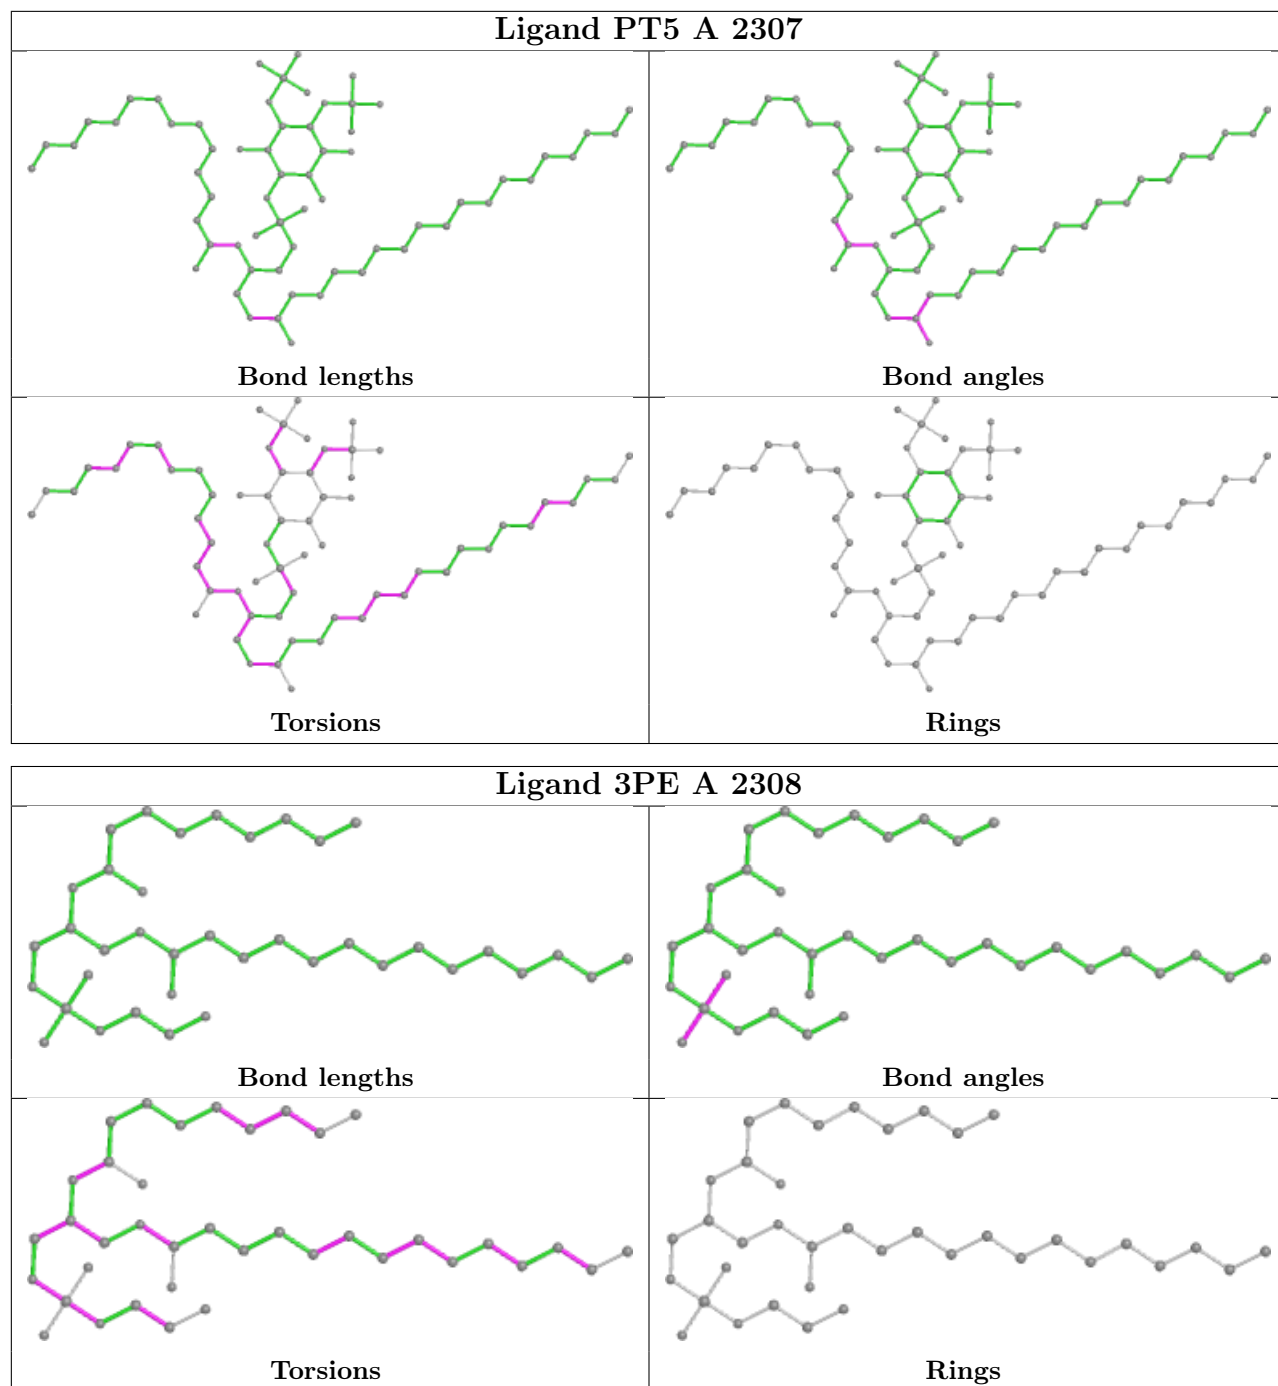 Ligand PT5 A 2307
Bond lengths
Bond angles
Torsions
Rings
Ligand 3PE A 2308
Bond lengths
Bond angles
Torsions
Rings